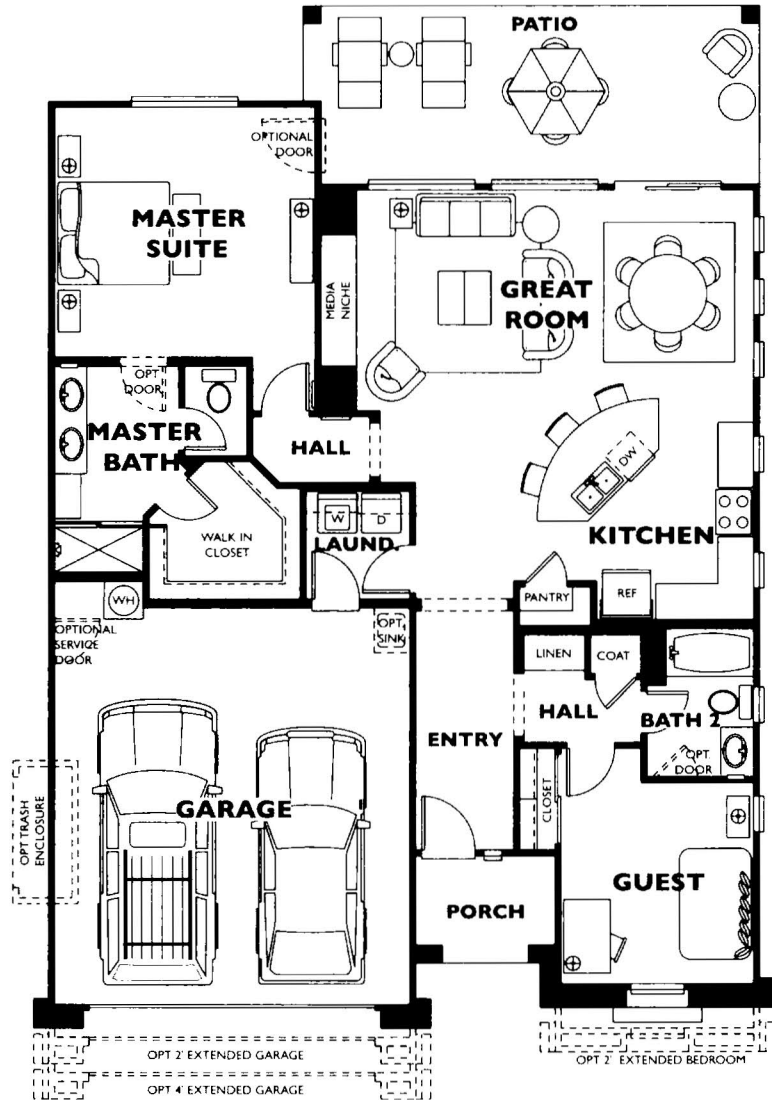 PATIO
OPTIONAL
DOOR
MASTER
SUITE
MEDIA
NICHE
GREAT
ROOM
OPT
DOOR
MASTER
BATH
HALL
DW
WALK IN
CLOSET
W
D
LAUND.
KITCHEN
PANTRY
REF
WH
OPTIONAL
SERVICE
DOOR
OPT
SINK
LINEN
COAT
HALL
BATH 2
ENTRY
OPT
DOOR
OPT TRASH
ENCLOSURE
GARAGE
CLOSET
GUEST
PORCH
OPT 2' EXTENDED GARAGE
OPT 2' EXTENDED BEDROOM
OPT 4' EXTENDED GARAGE